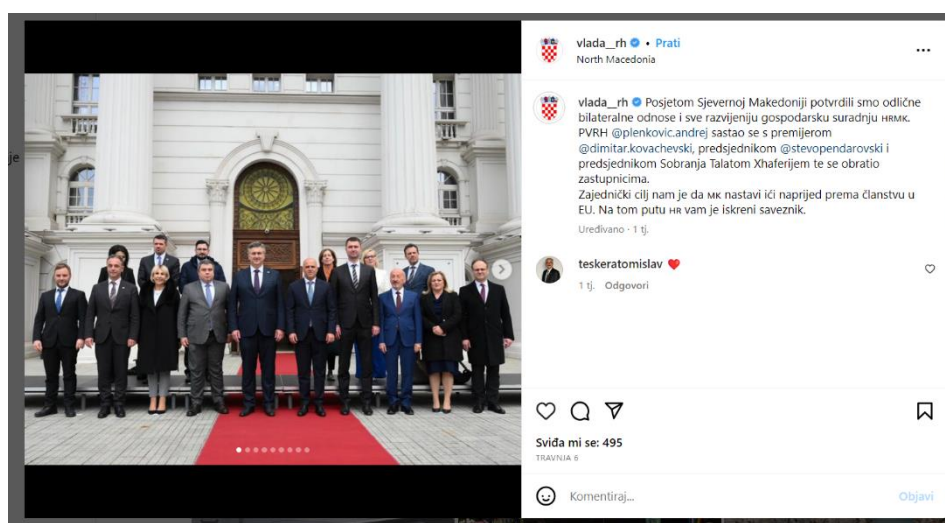 je
vlada__rh • Prati
North Macedonia
vlada__rh Posjetom Sjevernoj Makedoniji potvrdili smo odlične
bilateralne odnose i sve razvijeniju gospodarsku suradnju HRMK.
PVRH @plenkovic.andrej sastao se s premijerom
@dimitar.kovachevski, predsjednikom @stevopendarovski i
predsjednikom Sobranja Talatom Xhaferijem te se obratio
zastupnicima.
Zajednički cilj nam je da MK nastavi ići naprijed prema članstvu u
EU. Na tom putu HR vam je iskreni saveznik.
Uređivano · 1 tj.
teskeratomislav ❤️
1 tj. Odgovori
Sviđa mi se: 495
TRAVNJA 6
Komentiraj... Objavi